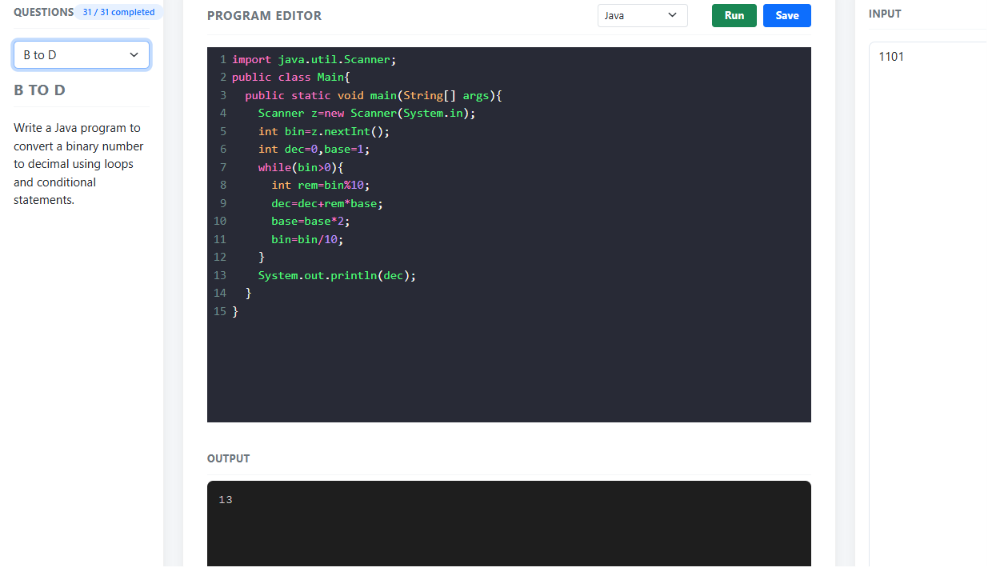 QUESTIONS 31 / 31 completed
B to D
B TO D
Write a Java program to
convert a binary number
to decimal using loops
and conditional
statements.
PROGRAM EDITOR
Java
Run
Save
1 import java.util.Scanner;
2 public class Main{
3   public static void main(String[] args){
4     Scanner z=new Scanner(System.in);
5     int bin=z.nextInt();
6     int dec=0,base=1;
7     while(bin>0){
8       int rem=bin%10;
9       dec=dec+rem*base;
10       base=base*2;
11       bin=bin/10;
12     }
13     System.out.println(dec);
14   }
15 }
OUTPUT
13
INPUT
1101